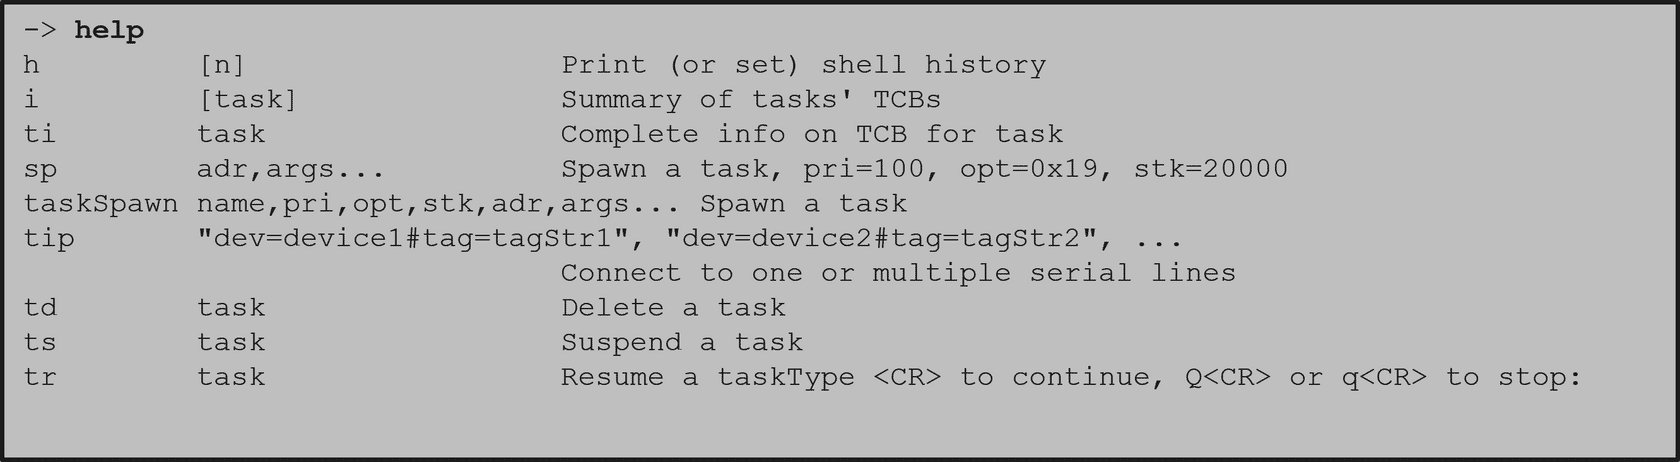 -> help
h         [n]                  Print (or set) shell history
i         [task]               Summary of tasks' TCBs
ti        task                 Complete info on TCB for task
sp        adr,args...          Spawn a task, pri=100, opt=0x19, stk=20000
taskSpawn name,pri,opt,stk,adr,args... Spawn a task
tip       "dev=device1#tag=tagStr1", "dev=device2#tag=tagStr2", ...
                               Connect to one or multiple serial lines
td        task                 Delete a task
ts        task                 Suspend a task
tr        task                 Resume a taskType <CR> to continue, Q<CR> or q<CR> to stop: